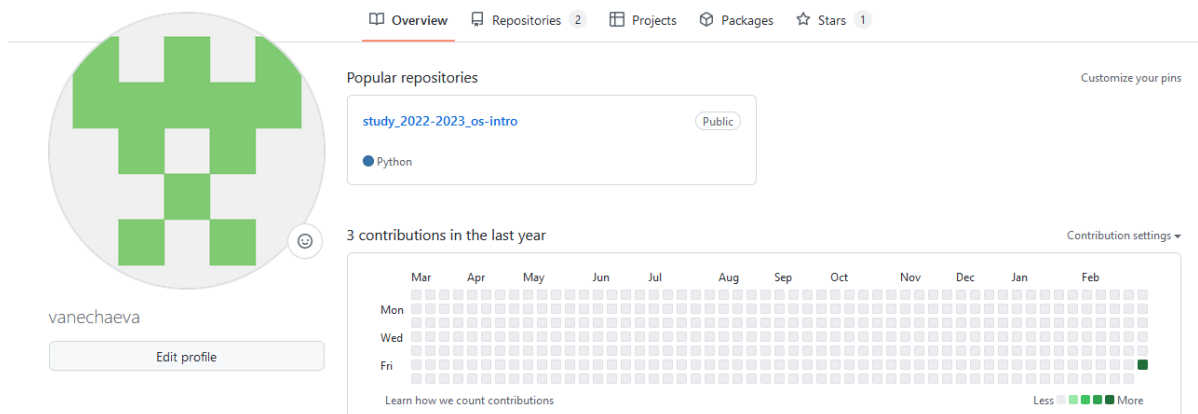 Overview Repositories 2 Projects Packages Stars 1
Popular repositories Customize your pins
study_2022-2023_os-intro Public
Python
3 contributions in the last year Contribution settings
Mar Apr May Jun Jul Aug Sep Oct Nov Dec Jan Feb
Mon
Wed
Fri
Learn how we count contributions Less More
vanechaeva
Edit profile